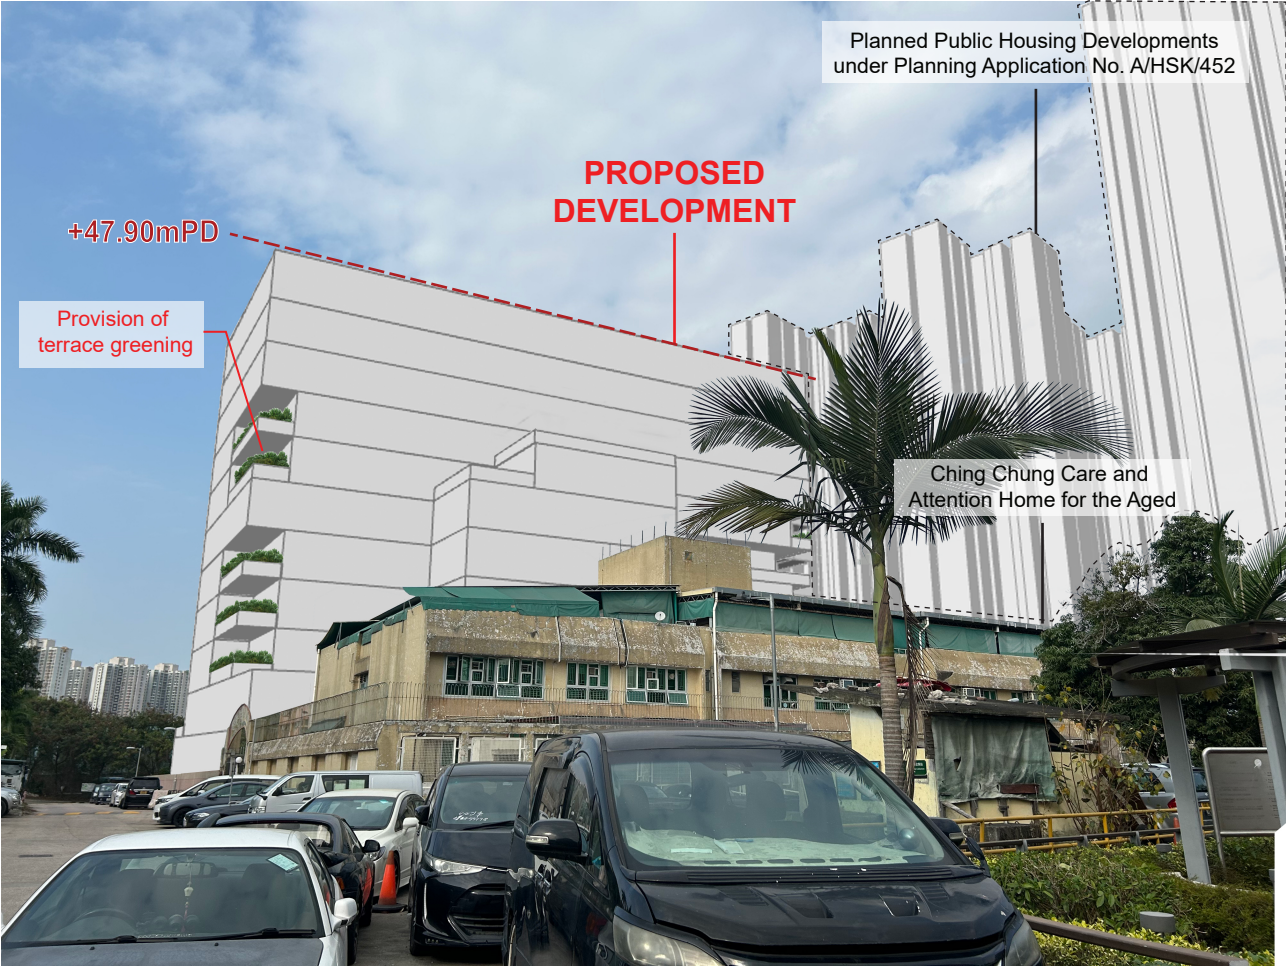 Planned Public Housing Developments
under Planning Application No. A/HSK/452
PROPOSED
DEVELOPMENT
+47.90mPD
Provision of
terrace greening
Ching Chung Care and
Attention Home for the Aged